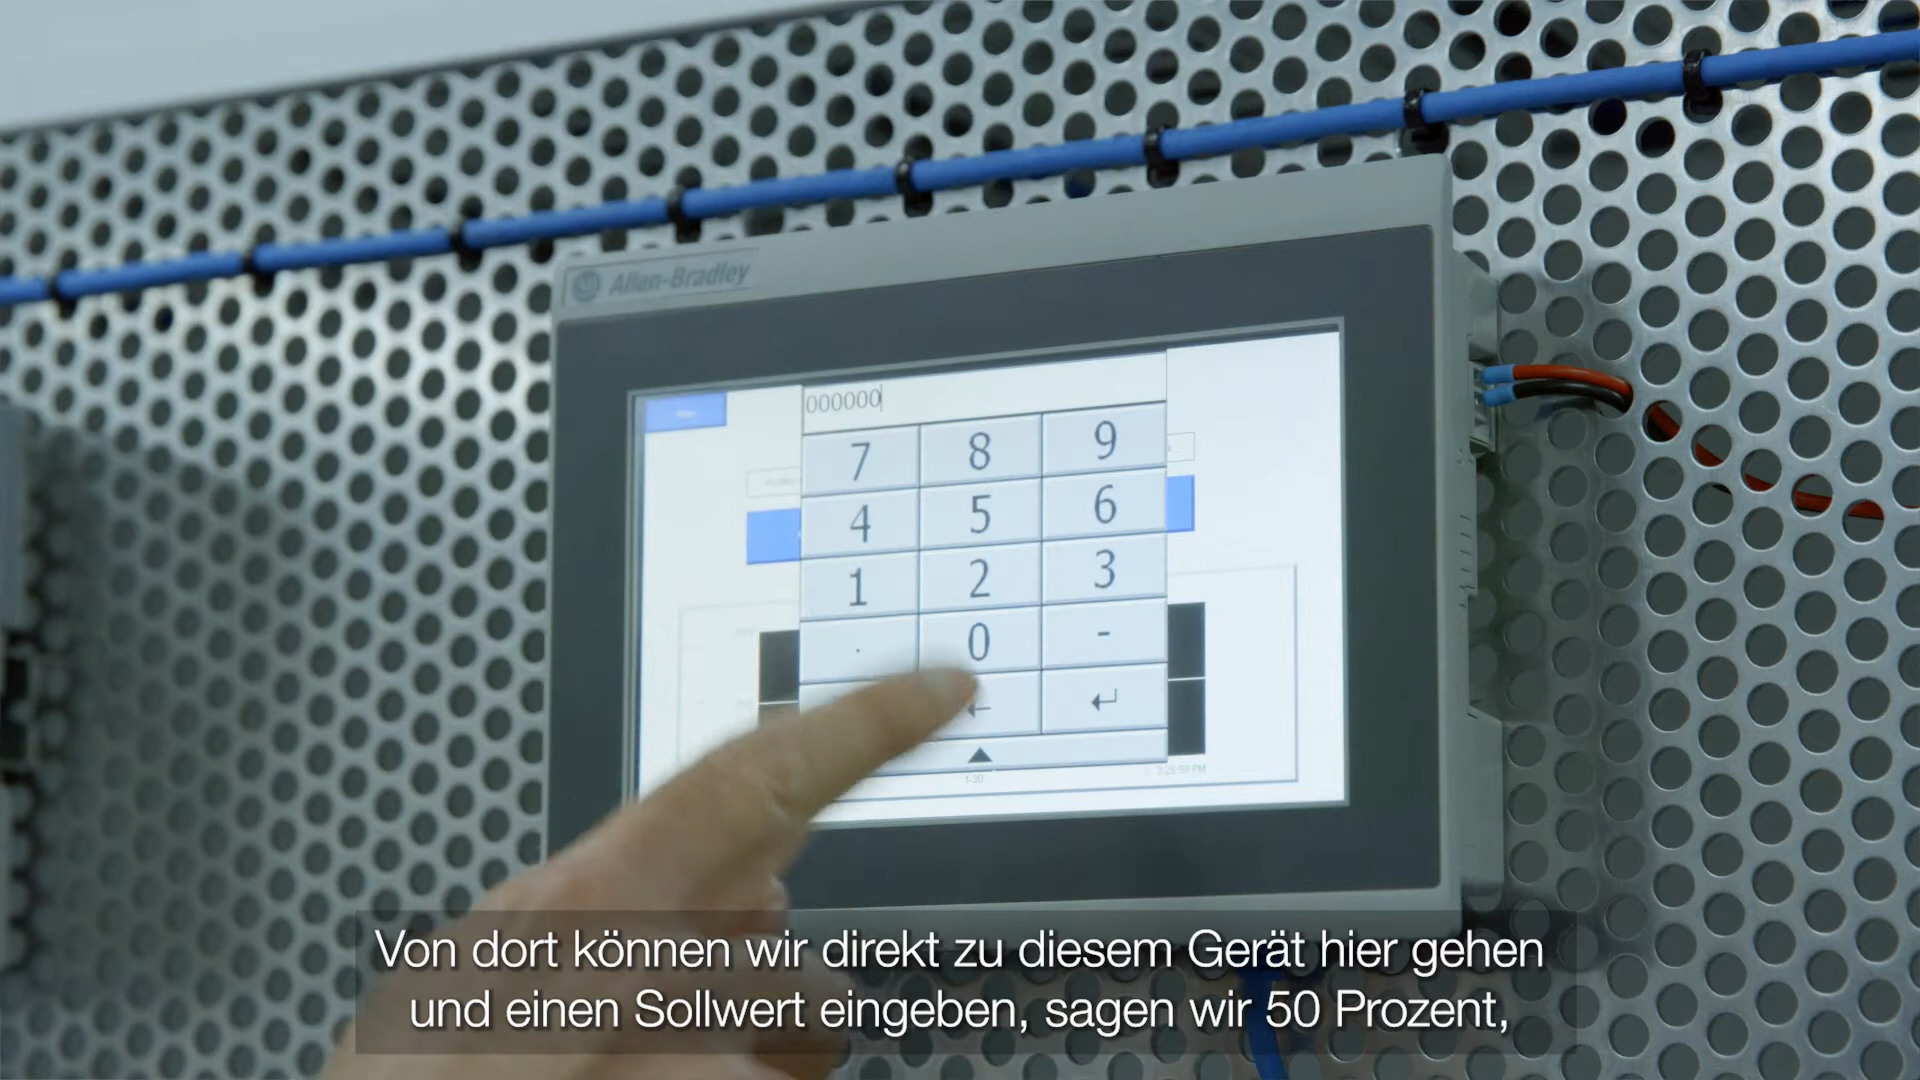 Allen-Bradley
000000
7 8 9
4 5 6
1 2 3
. 0 -
← ↵
▲
Von dort können wir direkt zu diesem Gerät hier gehen
und einen Sollwert eingeben, sagen wir 50 Prozent,